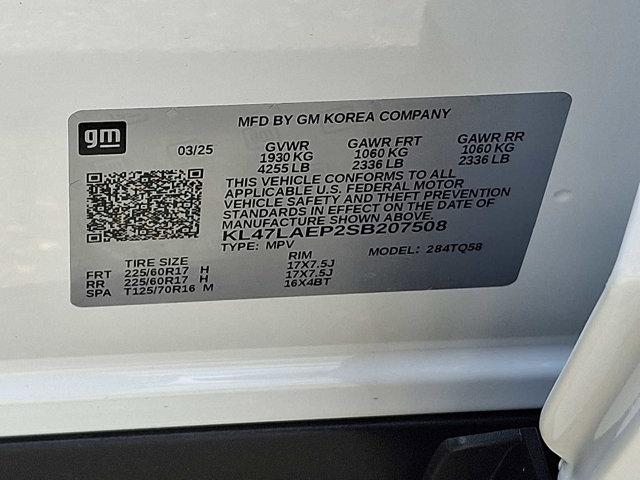 gm
MFD BY GM KOREA COMPANY
03/25 GVWR GAWR FRT GAWR RR
1930 KG 1060 KG 1060 KG
4255 LB 2336 LB 2336 LB
THIS VEHICLE CONFORMS TO ALL
APPLICABLE U.S. FEDERAL MOTOR
VEHICLE SAFETY AND THEFT PREVENTION
STANDARDS IN EFFECT ON THE DATE OF
MANUFACTURE SHOWN ABOVE.
KL47LAEP2SB207508
TYPE: MPV MODEL: 284TQ58
TIRE SIZE RIM
FRT 225/60R17 H 17X7.5J
RR 225/60R17 H 17X7.5J
SPA T125/70R16 M 16X4BT